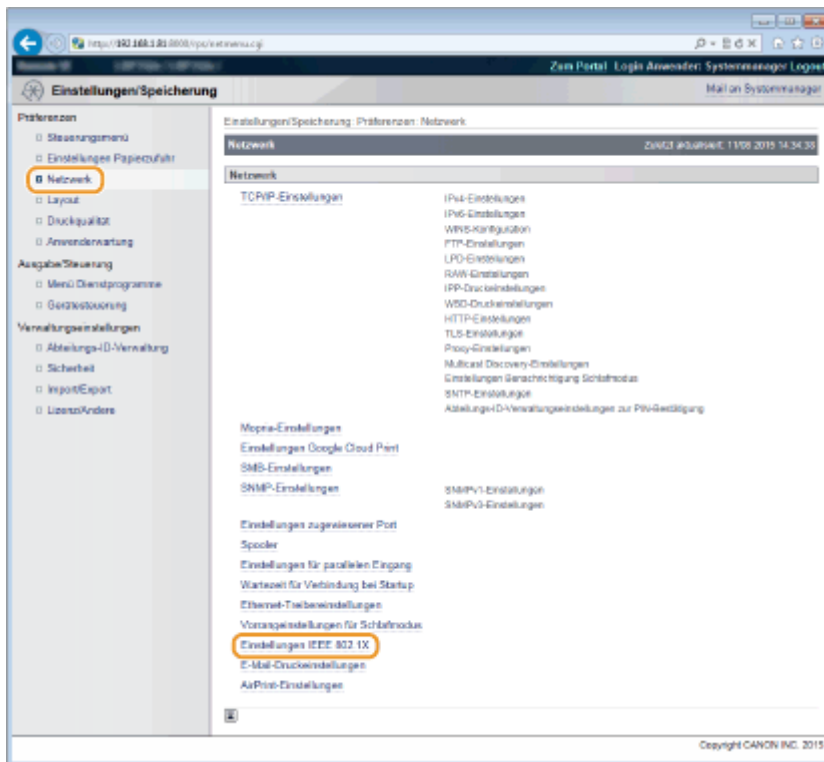 Zum Portal Login Anwender: Systemmanager Logout
Einstellungen/Speicherung
Mail an Systemmanager
Präferenzen
Steuerungsmenü
Einstellungen Papierzufuhr
Netzwerk
Layout
Druckqualität
Anwenderwartung
Ausgabe/Steuerung
Menü Dienstprogramme
Gerätesteuerung
Verwaltungseinstellungen
Abteilungs-ID-Verwaltung
Sicherheit
Import/Export
Lizenz/Andere
Einstellungen/Speicherung: Präferenzen: Netzwerk
Netzwerk
Zuletzt aktualisiert: 11/08 2015 14:34:38
Netzwerk
TCP/IP-Einstellungen
IPv4-Einstellungen
IPv6-Einstellungen
WINS-Konfiguration
FTP-Einstellungen
LPD-Einstellungen
RAW-Einstellungen
IPP-Druckeinstellungen
WSD-Druckeinstellungen
HTTP-Einstellungen
TLS-Einstellungen
Proxy-Einstellungen
Multicast Discovery-Einstellungen
Einstellungen Benachrichtigung Schlafmodus
SNTP-Einstellungen
Abteilungs-ID-Verwaltungseinstellungen zur PIN-Bestätigung
Mopria-Einstellungen
Einstellungen Google Cloud Print
SMB-Einstellungen
SNMP-Einstellungen
SNMPv1-Einstellungen
SNMPv3-Einstellungen
Einstellungen zugewiesener Port
Spooler
Einstellungen für parallelen Eingang
Wartezeit für Verbindung bei Startup
Ethernet-Treibereinstellungen
Vorrangeinstellungen für Schlafmodus
Einstellungen IEEE 802.1X
E-Mail-Druckeinstellungen
AirPrint-Einstellungen
Copyright CANON INC. 2015